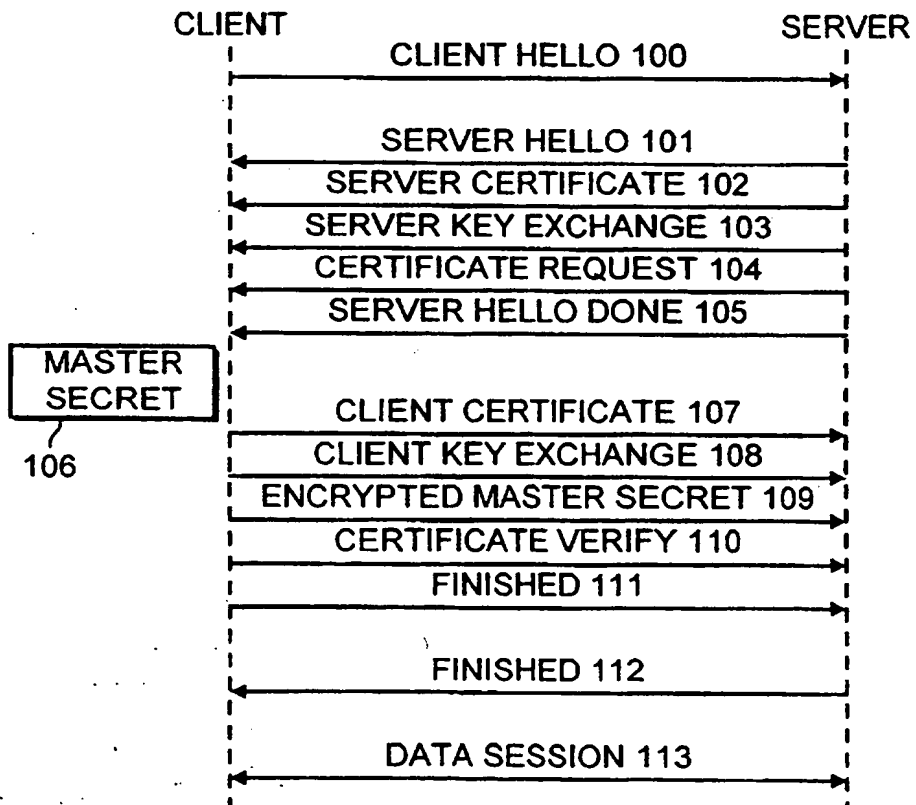 CLIENT
SERVER
CLIENT HELLO 100
SERVER HELLO 101
SERVER CERTIFICATE 102
SERVER KEY EXCHANGE 103
CERTIFICATE REQUEST 104
SERVER HELLO DONE 105
MASTER
SECRET
106
CLIENT CERTIFICATE 107
CLIENT KEY EXCHANGE 108
ENCRYPTED MASTER SECRET 109
CERTIFICATE VERIFY 110
FINISHED 111
FINISHED 112
DATA SESSION 113